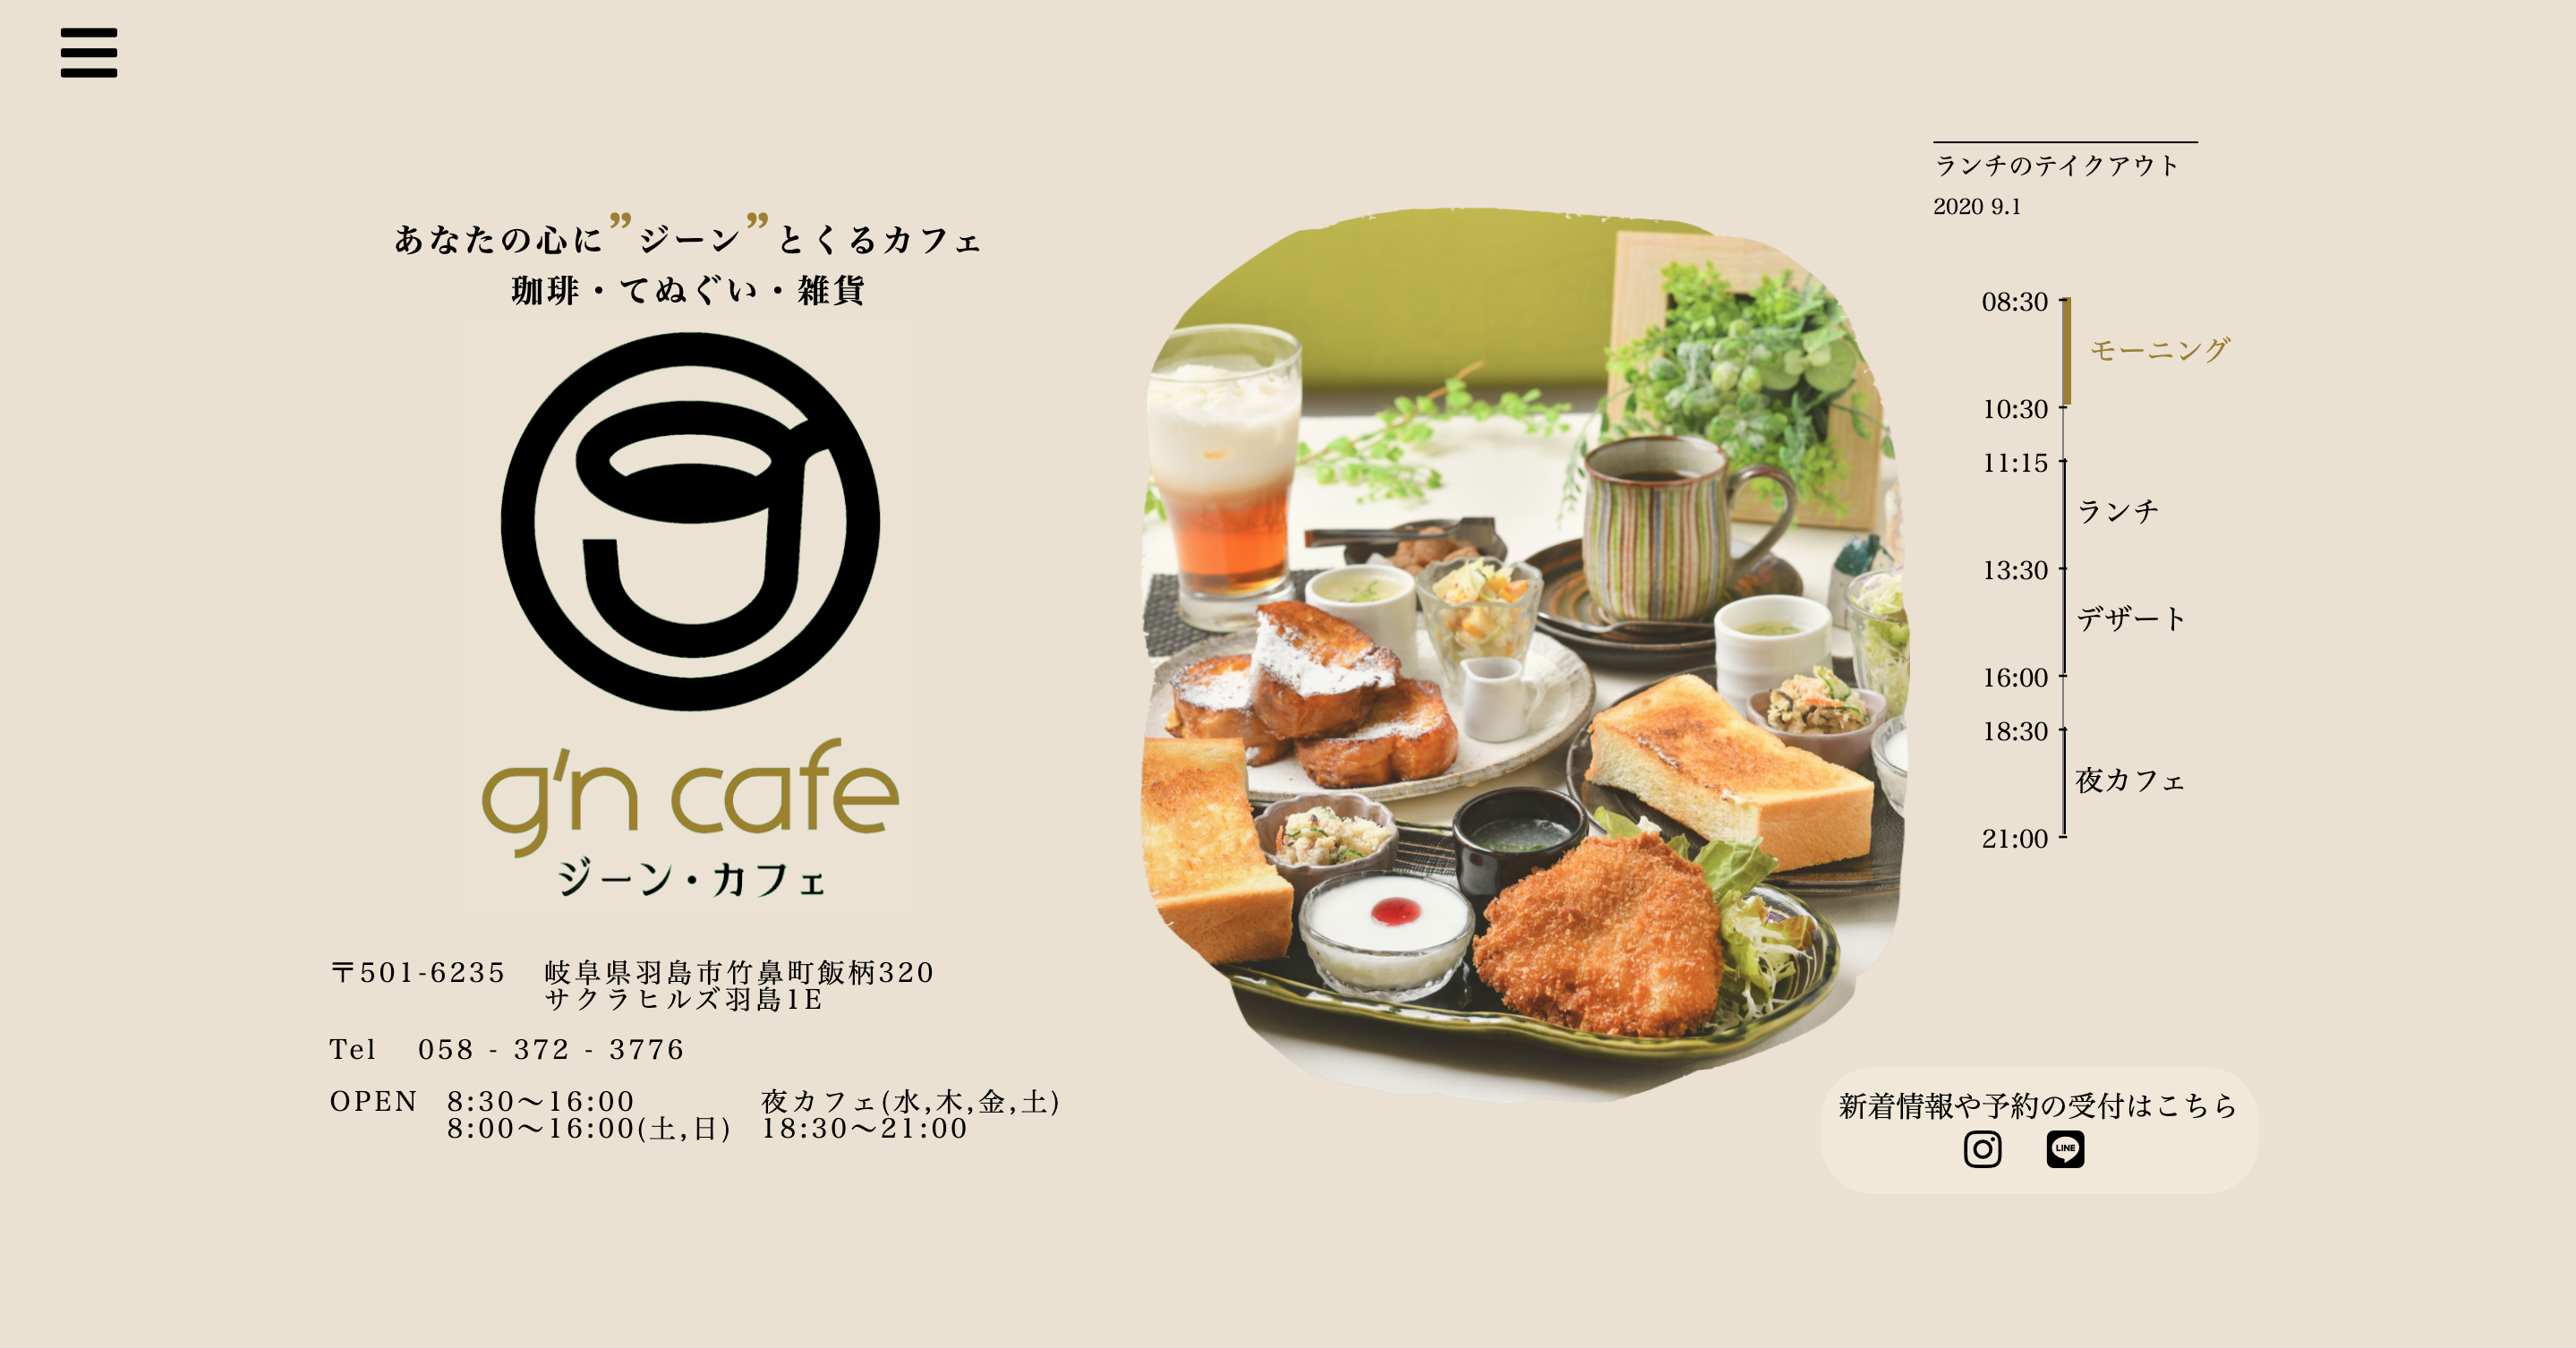 あなたの心に”ジーン”とくるカフェ
珈琲・てぬぐい・雑貨
g'n cafe
ジーン・カフェ
〒501-6235 岐阜県羽島市竹鼻町飯柄320
サクラヒルズ羽島1E
Tel 058 - 372 - 3776
OPEN 8:30〜16:00 夜カフェ(水,木,金,土)
8:00〜16:00(土,日) 18:30〜21:00
ランチのテイクアウト
2020 9.1
08:30
モーニング
10:30
11:15
ランチ
13:30
デザート
16:00
18:30
夜カフェ
21:00
新着情報や予約の受付はこちら
LINE